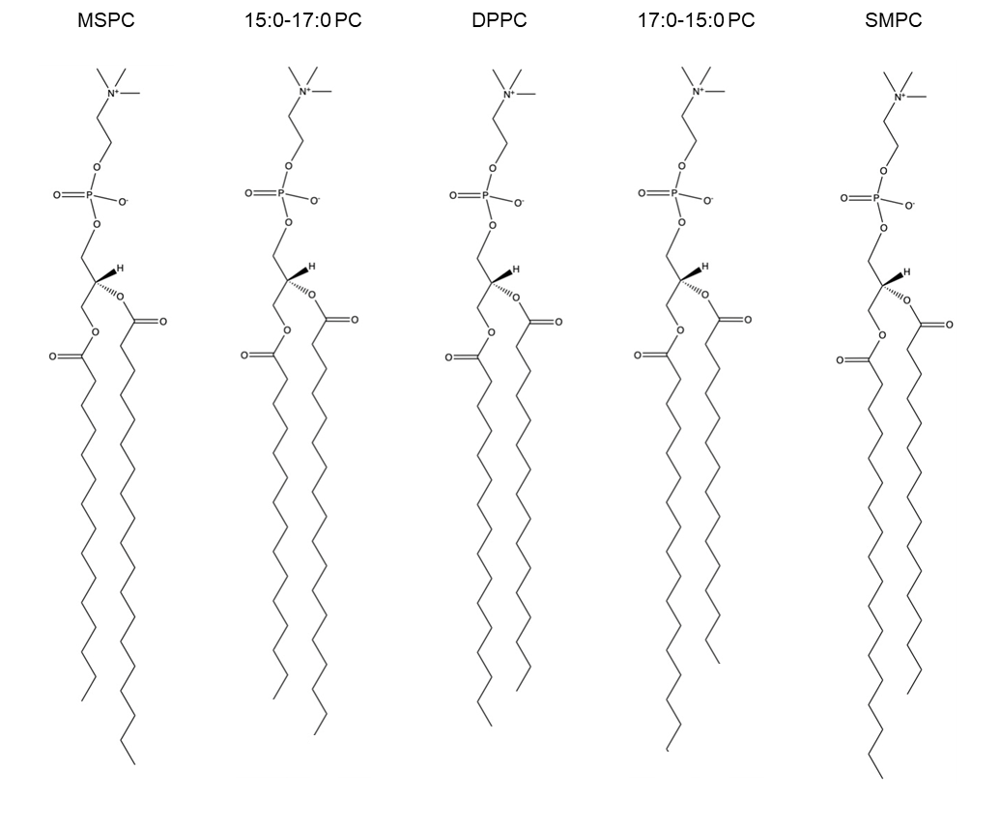 MSPC 15:0-17:0 PC DPPC 17:0-15:0 PC SMPC
N+ N+ N+ N+ N+
O O O O O
O P O- O P O- O P O- O P O- O P O-
O O O O O
H H H H H
O O O O O
O O O O O
O O O O O
O O O O O